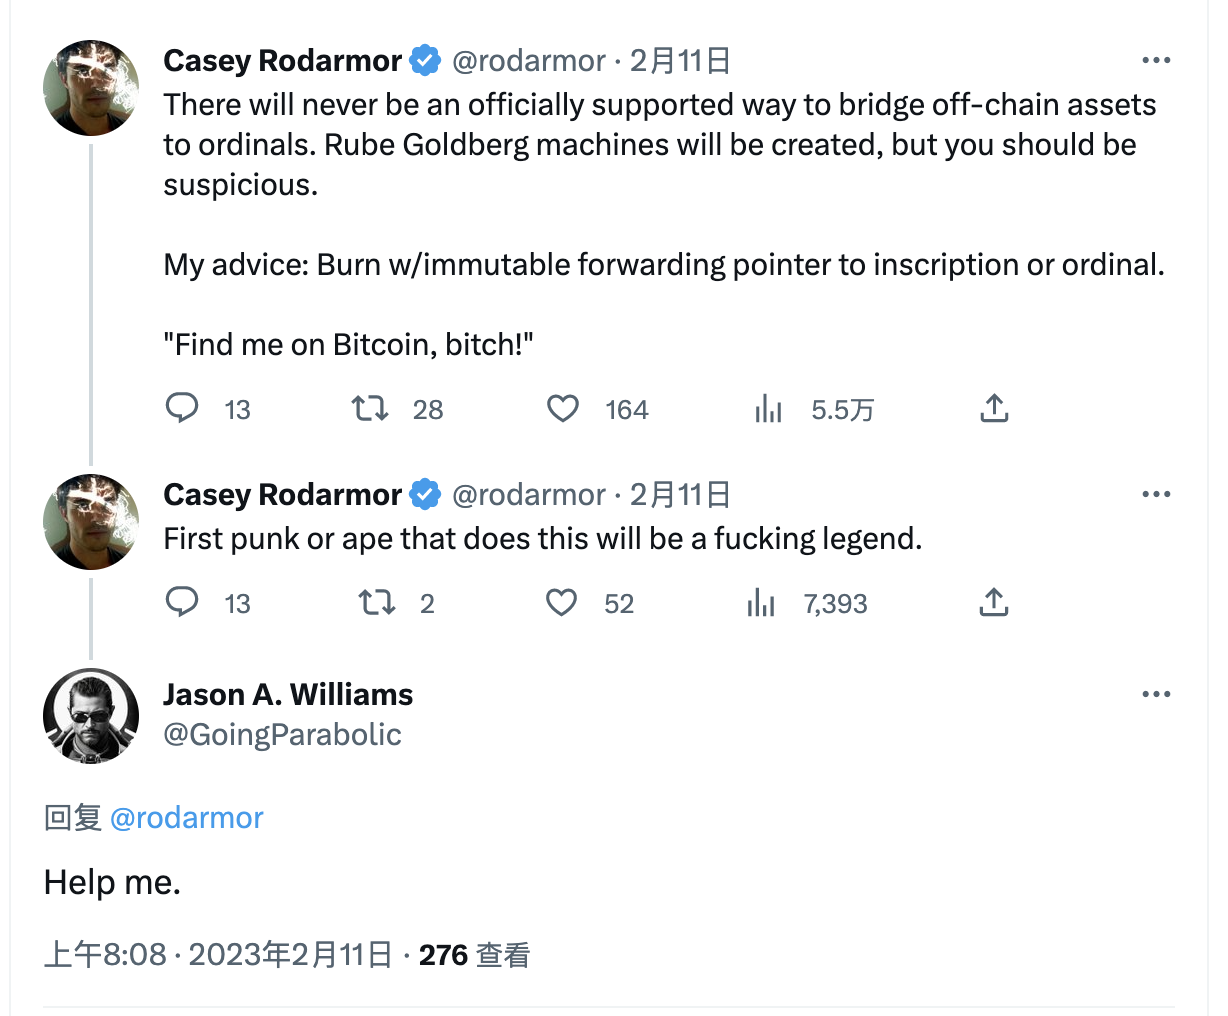 Casey Rodarmor @rodarmor · 2月11日
There will never be an officially supported way to bridge off-chain assets
to ordinals. Rube Goldberg machines will be created, but you should be
suspicious.
My advice: Burn w/immutable forwarding pointer to inscription or ordinal.
"Find me on Bitcoin, bitch!"
13 28 164 5.5万
Casey Rodarmor @rodarmor · 2月11日
First punk or ape that does this will be a fucking legend.
13 2 52 7,393
Jason A. Williams
@GoingParabolic
回复 @rodarmor
Help me.
上午8:08 · 2023年2月11日 · 276 查看